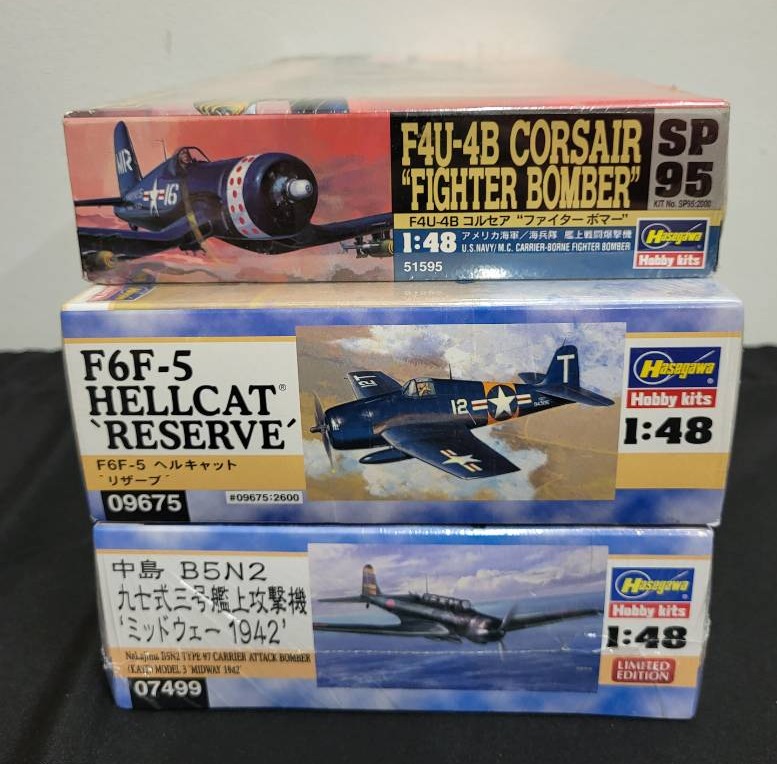 F4U-4B CORSAIR
"FIGHTER BOMBER"
F4U-4B コルセア "ファイター ボマー"
1:48
アメリカ海軍／海兵隊 艦上戦闘爆撃機
U.S.NAVY/M.C. CARRIER-BORNE FIGHTER BOMBER
51595
SP
95
KIT No. SP95:2000
Hasegawa
Hobby kits
MR
16
F6F-5
HELLCAT®
'RESERVE'
F6F-5 ヘルキャット
'リザーブ'
09675
#09675:2600
T
12
T
Hasegawa
Hobby kits
1:48
中島 B5N2
九七式三号艦上攻撃機
'ミッドウェー 1942'
Nakajima B5N2 TYPE 97 CARRIER ATTACK BOMBER
(KATE) MODEL 3 'MIDWAY 1942'
07499
Hasegawa
Hobby kits
1:48
LIMITED
EDITION